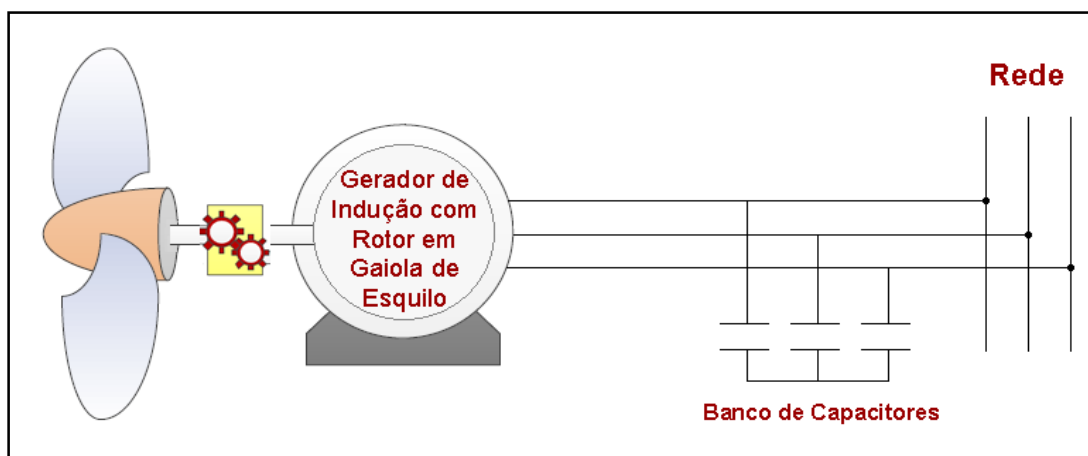 Rede
Gerador de
Indução com
Rotor em
Gaiola de
Esquilo
Banco de Capacitores